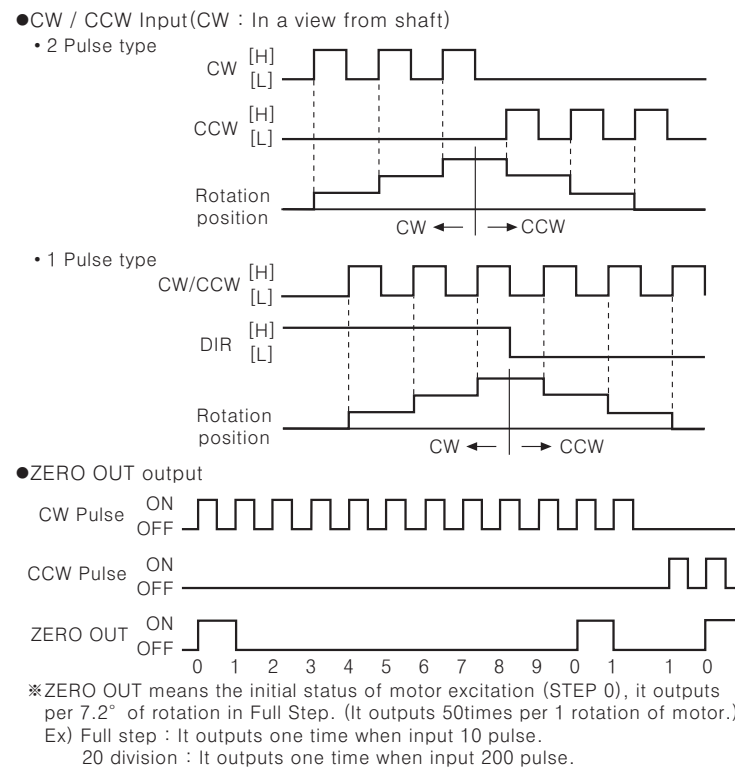 ●CW / CCW Input(CW : In a view from shaft)
• 2 Pulse type
CW [H]
[L]
CCW [H]
[L]
Rotation
position
CW CCW
• 1 Pulse type
CW/CCW [H]
[L]
DIR [H]
[L]
Rotation
position
CW CCW
●ZERO OUT output
CW Pulse ON
OFF
CCW Pulse ON
OFF
ZERO OUT ON
OFF
0 1 2 3 4 5 6 7 8 9 0 1 1 0
※ZERO OUT means the initial status of motor excitation (STEP 0), it outputs
per 7.2° of rotation in Full Step. (It outputs 50times per 1 rotation of motor.)
Ex) Full step : It outputs one time when input 10 pulse.
20 division : It outputs one time when input 200 pulse.